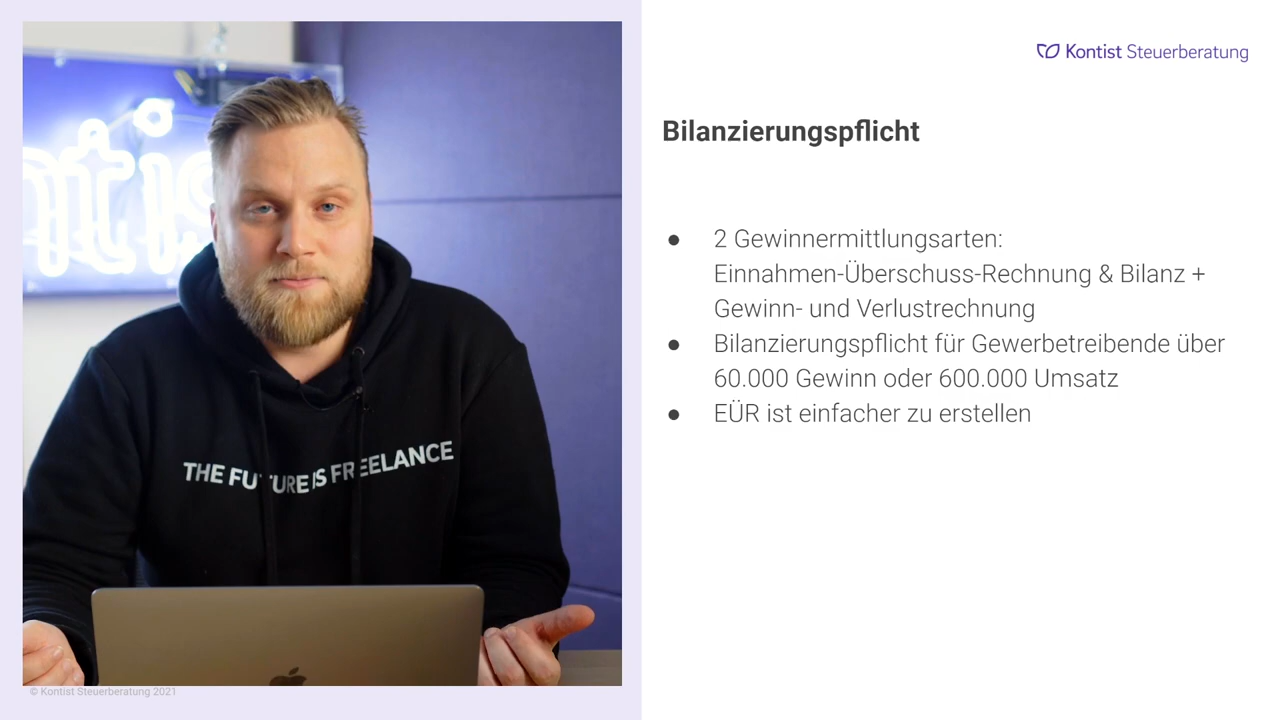 Kontist Steuerberatung
Bilanzierungspflicht
● 2 Gewinnermittlungsarten:
Einnahmen-Überschuss-Rechnung & Bilanz +
Gewinn- und Verlustrechnung
● Bilanzierungspflicht für Gewerbetreibende über
60.000 Gewinn oder 600.000 Umsatz
● EÜR ist einfacher zu erstellen
THE FUTURE IS FREELANCE
© Kontist Steuerberatung 2021